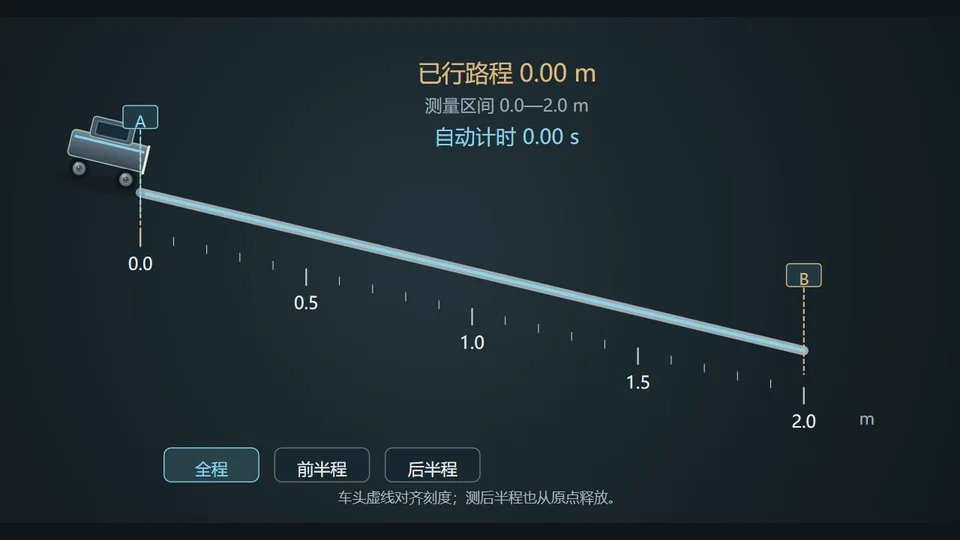 已行路程 0.00 m
测量区间 0.0—2.0 m
自动计时 0.00 s
A
B
0.0
0.5
1.0
1.5
2.0
m
全程
前半程
后半程
车头虚线对齐刻度；测后半程也从原点释放。